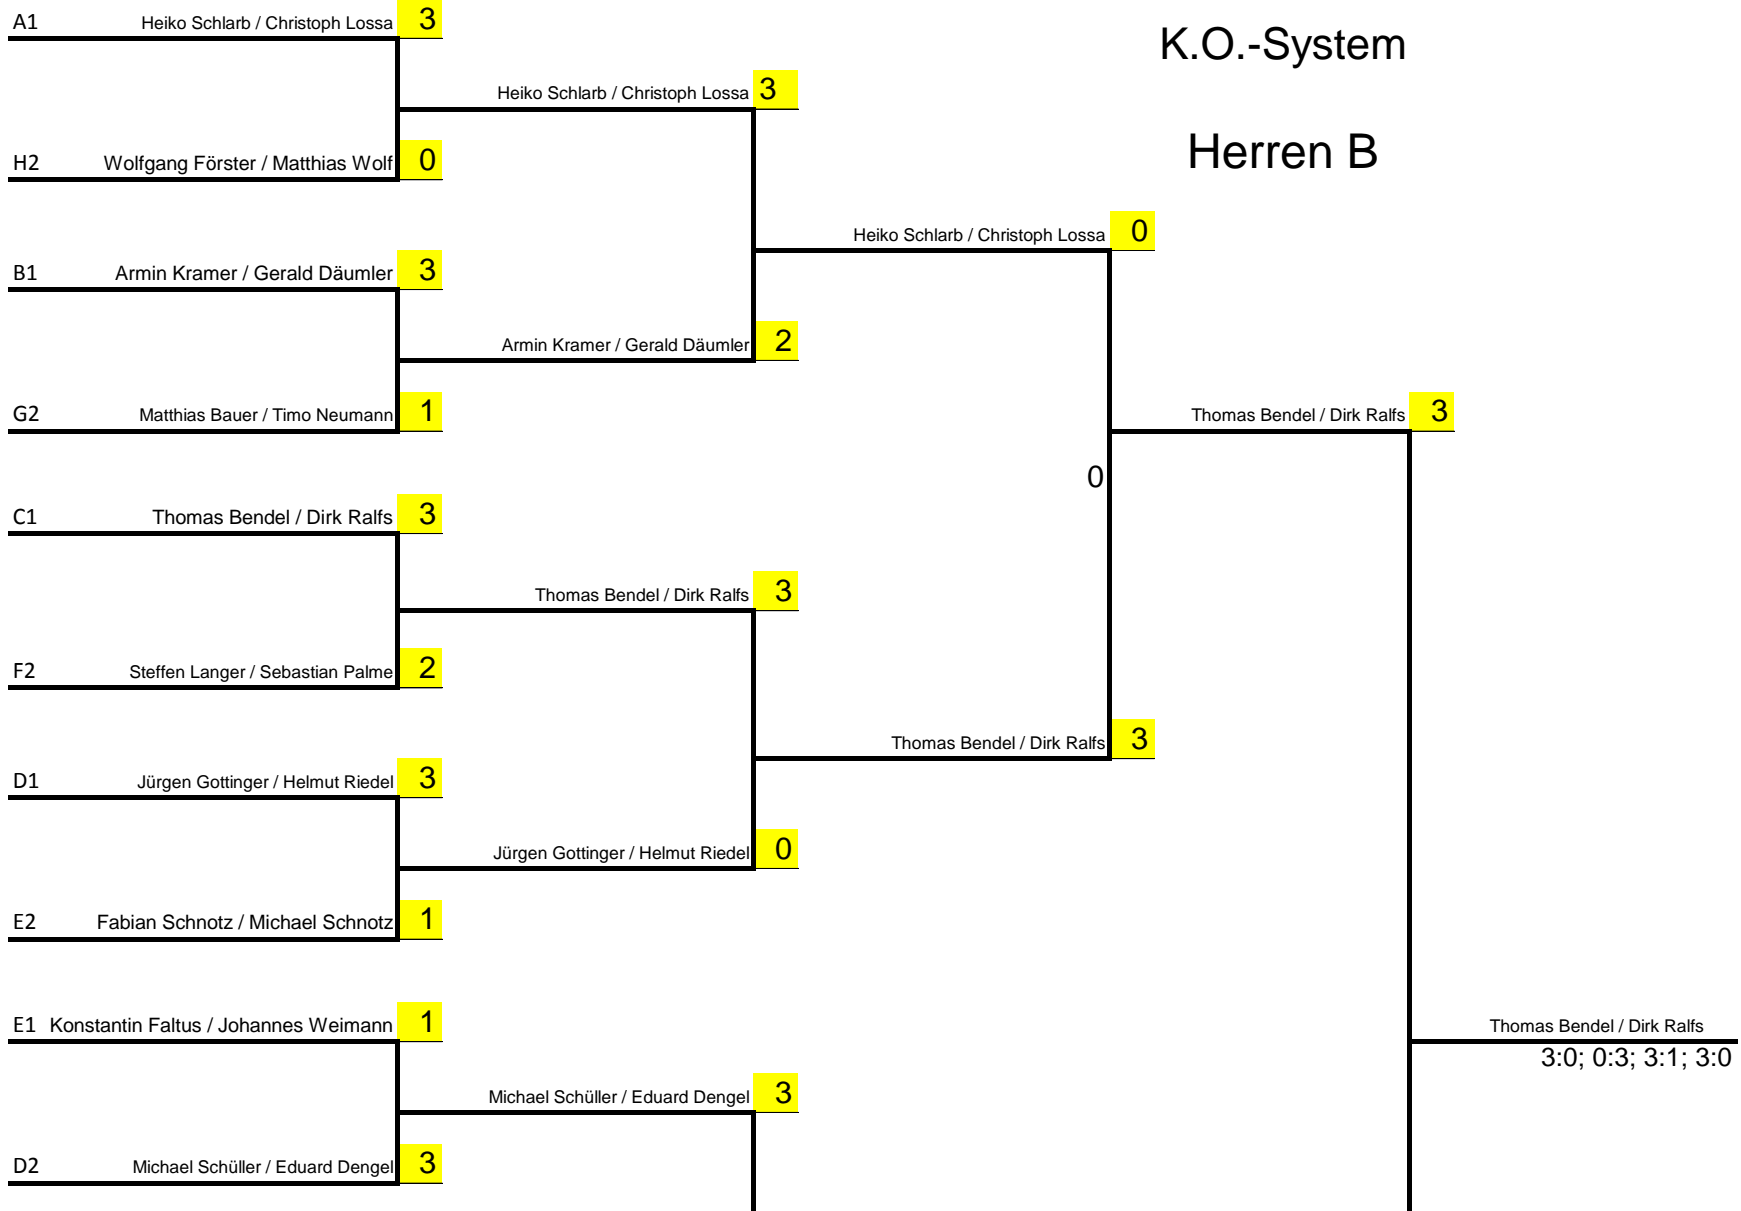 A1 Heiko Schlarb / Christoph Lossa 3
K.O.-System
Heiko Schlarb / Christoph Lossa 3
H2 Wolfgang Förster / Matthias Wolf 0
Herren B
Heiko Schlarb / Christoph Lossa 0
B1 Armin Kramer / Gerald Däumler 3
Armin Kramer / Gerald Däumler 2
G2 Matthias Bauer / Timo Neumann 1
Thomas Bendel / Dirk Ralfs 3
0
C1 Thomas Bendel / Dirk Ralfs 3
Thomas Bendel / Dirk Ralfs 3
F2 Steffen Langer / Sebastian Palme 2
Thomas Bendel / Dirk Ralfs 3
D1 Jürgen Gottinger / Helmut Riedel 3
Jürgen Gottinger / Helmut Riedel 0
E2 Fabian Schnotz / Michael Schnotz 1
E1 Konstantin Faltus / Johannes Weimann 1
Thomas Bendel / Dirk Ralfs
3:0; 0:3; 3:1; 3:0
Michael Schüller / Eduard Dengel 3
D2 Michael Schüller / Eduard Dengel 3